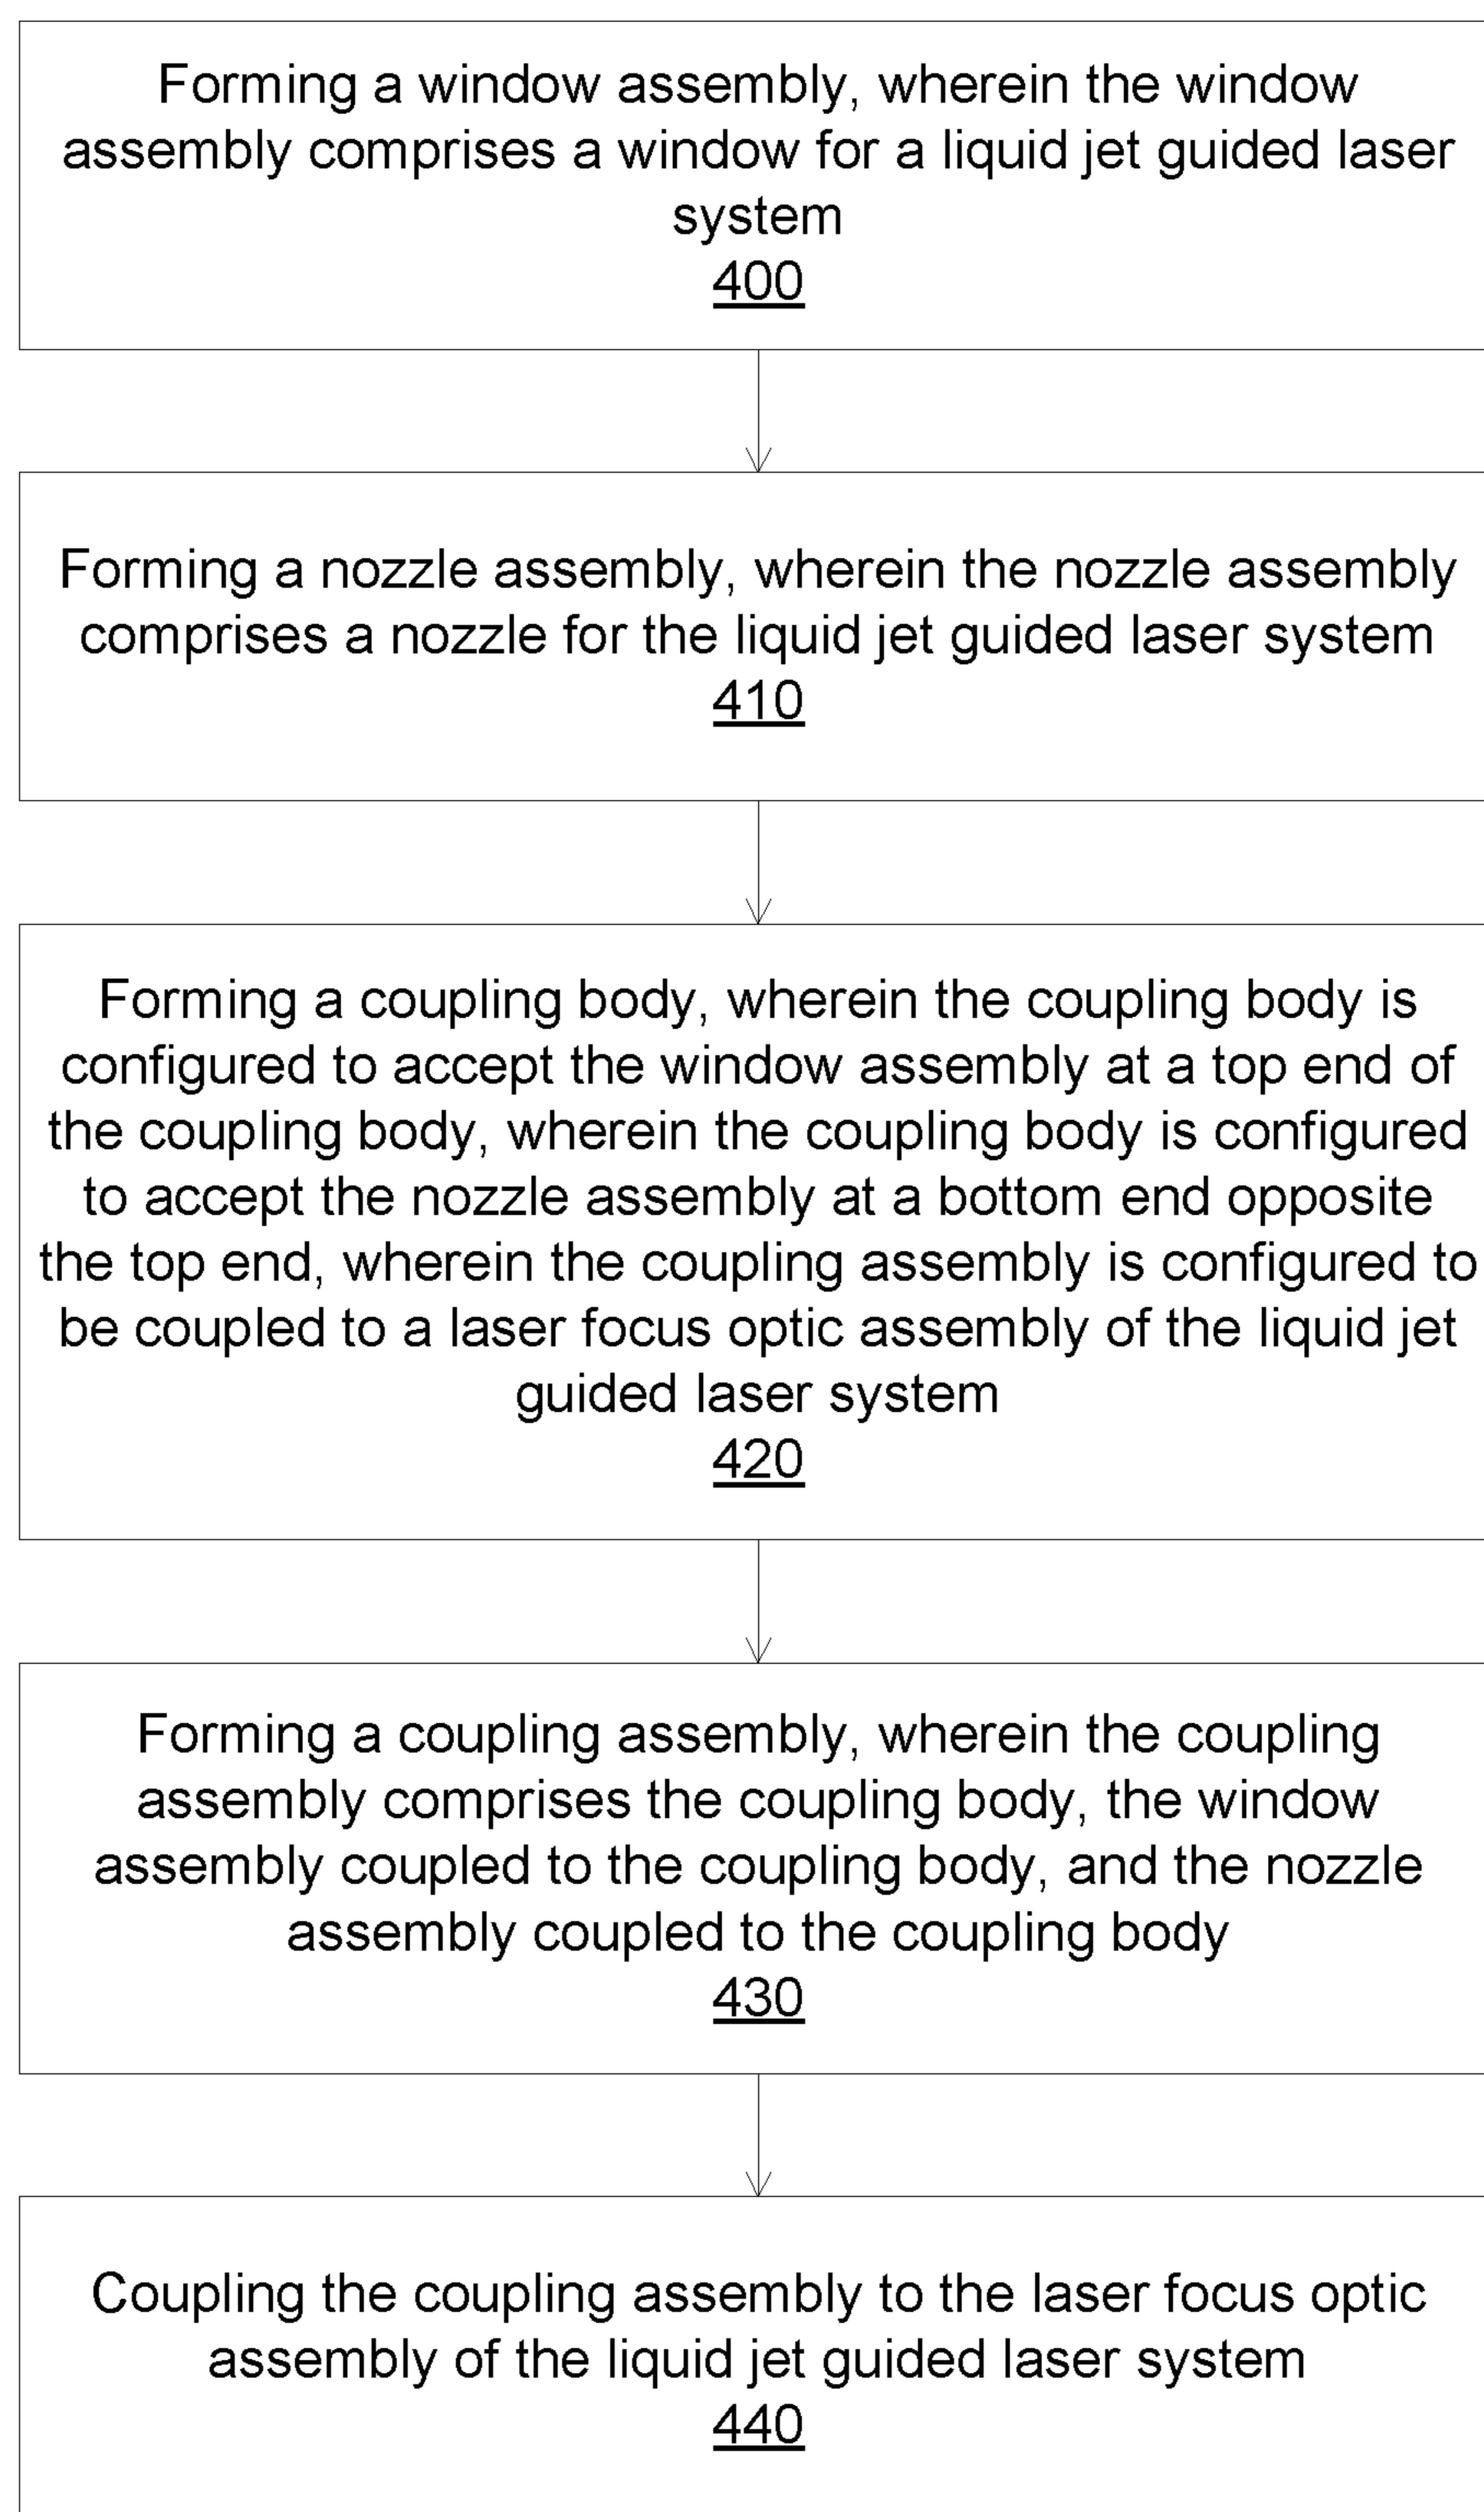 Forming a window assembly, wherein the window
assembly comprises a window for a liquid jet guided laser
system
400
Forming a nozzle assembly, wherein the nozzle assembly
comprises a nozzle for the liquid jet guided laser system
410
Forming a coupling body, wherein the coupling body is
configured to accept the window assembly at a top end of
the coupling body, wherein the coupling body is configured
to accept the nozzle assembly at a bottom end opposite
the top end, wherein the coupling assembly is configured to
be coupled to a laser focus optic assembly of the liquid jet
guided laser system
420
Forming a coupling assembly, wherein the coupling
assembly comprises the coupling body, the window
assembly coupled to the coupling body, and the nozzle
assembly coupled to the coupling body
430
Coupling the coupling assembly to the laser focus optic
assembly of the liquid jet guided laser system
440